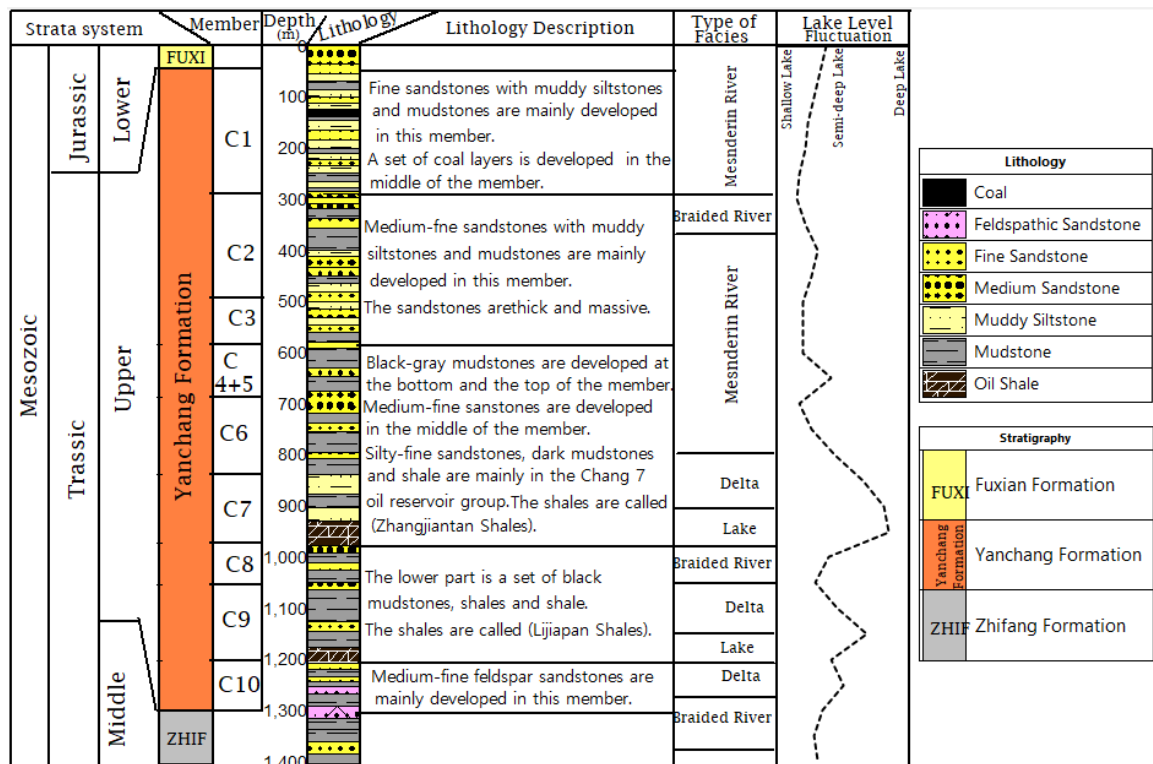 Strata system
Member
Depth
(m)
Lithology
Lithology Description
Type of
Facies
Lake Level
Fluctuation
Mesozoic
Jurassic
Trassic
Lower
Upper
Middle
FUXI
Yanchang Formation
ZHIF
C1
C2
C3
C
4+5
C6
C7
C8
C9
C10
0
100
200
300
400
500
600
700
800
900
1,000
1,100
1,200
1,300
1,400
Fine sandstones with muddy siltstones
and mudstones are mainly developed
in this member.
A set of coal layers is developed in the
middle of the member.
Medium-fne sandstones with muddy
siltstones and mudstones are mainly
developed in this member.
The sandstones arethick and massive.
Black-gray mudstones are developed at
the bottom and the top of the member.
Medium-fine sanstones are developed
in the middle of the member.
Silty-fine sandstones, dark mudstones
and shale are mainly in the Chang 7
oil reservoir group.The shales are called
(Zhangjiantan Shales).
The lower part is a set of black
mudstones, shales and shale.
The shales are called (Lijiapan Shales).
Medium-fine feldspar sandstones are
mainly developed in this member.
Mesnderin River
Braided River
Mesnderin River
Delta
Lake
Braided River
Delta
Lake
Delta
Braided River
Shallow Lake
Semi-deep Lake
Deep Lake
Lithology
Coal
Feldspathic Sandstone
Fine Sandstone
Medium Sandstone
Muddy Siltstone
Mudstone
Oil Shale
Stratigraphy
FUXI
Fuxian Formation
Yanchang
Formation
Yanchang Formation
ZHIF
Zhifang Formation